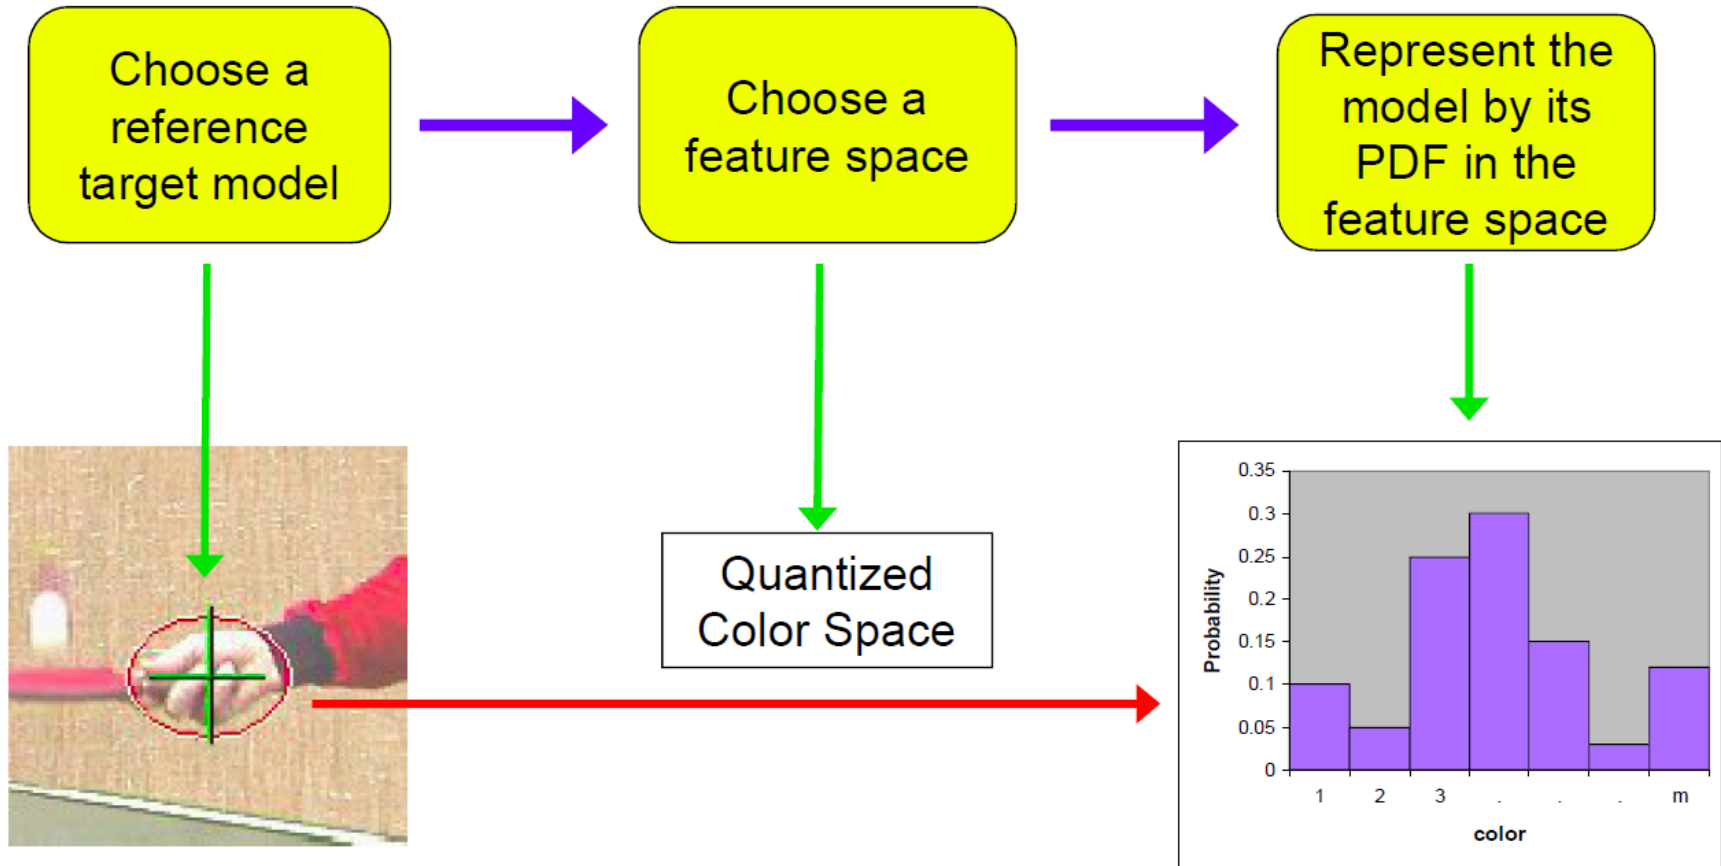 Choose a
reference
target model
Choose a
feature space
Represent the
model by its
PDF in the
feature space
Quantized
Color Space
0.35
0.3
0.25
0.2
0.15
0.1
0.05
0
Probability
1 2 3 . . . m
color